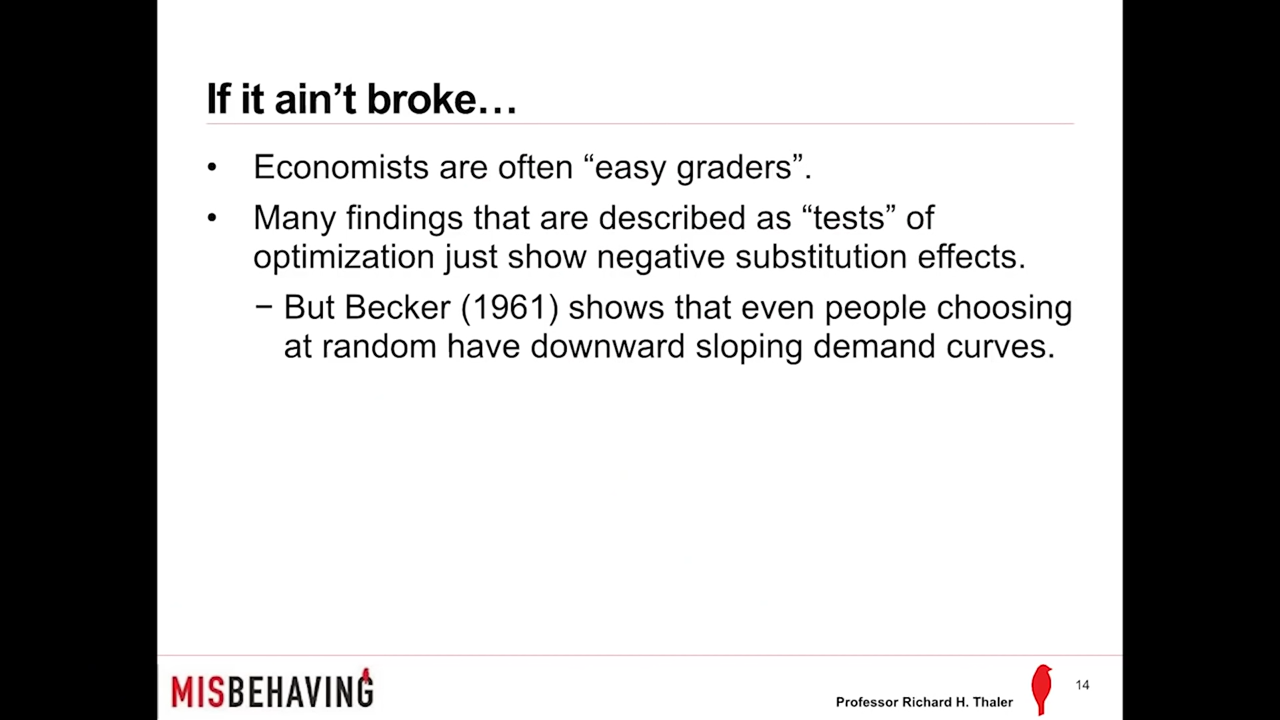 If it ain’t broke…
• Economists are often “easy graders”.
• Many findings that are described as “tests” of
optimization just show negative substitution effects.
− But Becker (1961) shows that even people choosing
at random have downward sloping demand curves.
MISBEHAVING
Professor Richard H. Thaler
14